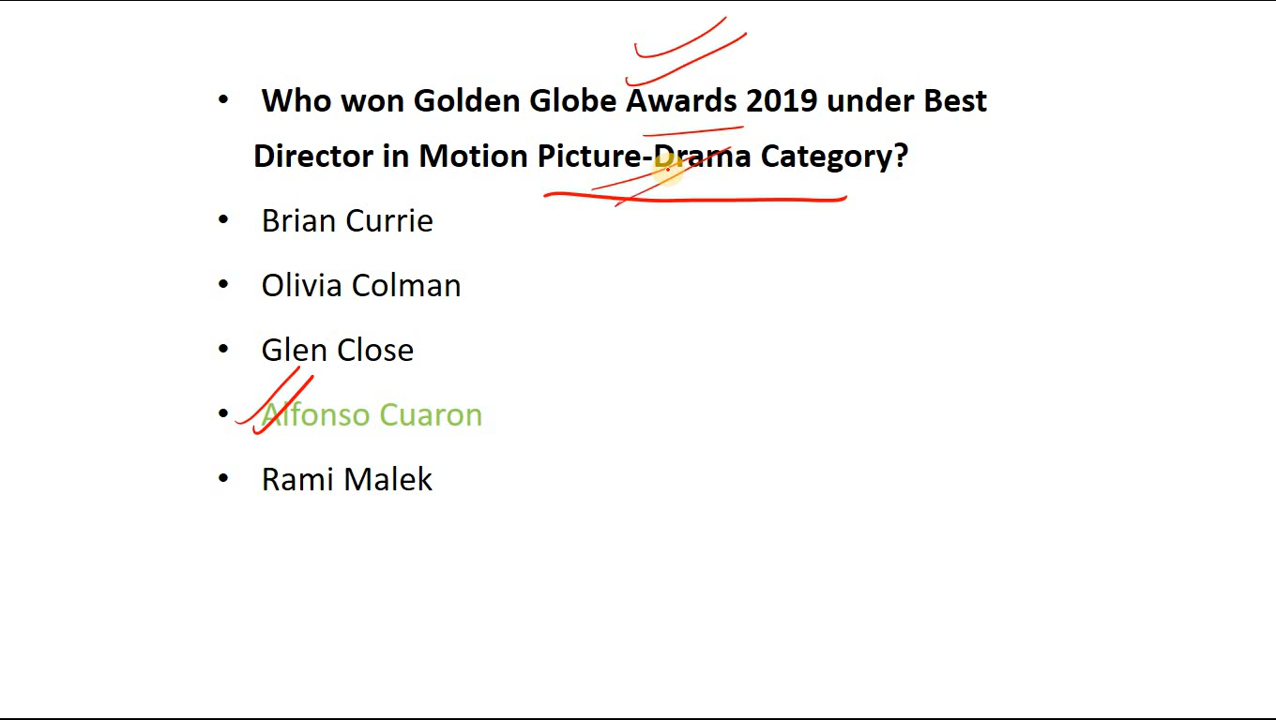 • Who won Golden Globe Awards 2019 under Best
Director in Motion Picture-Drama Category?
• Brian Currie
• Olivia Colman
• Glen Close
• Alfonso Cuaron
• Rami Malek